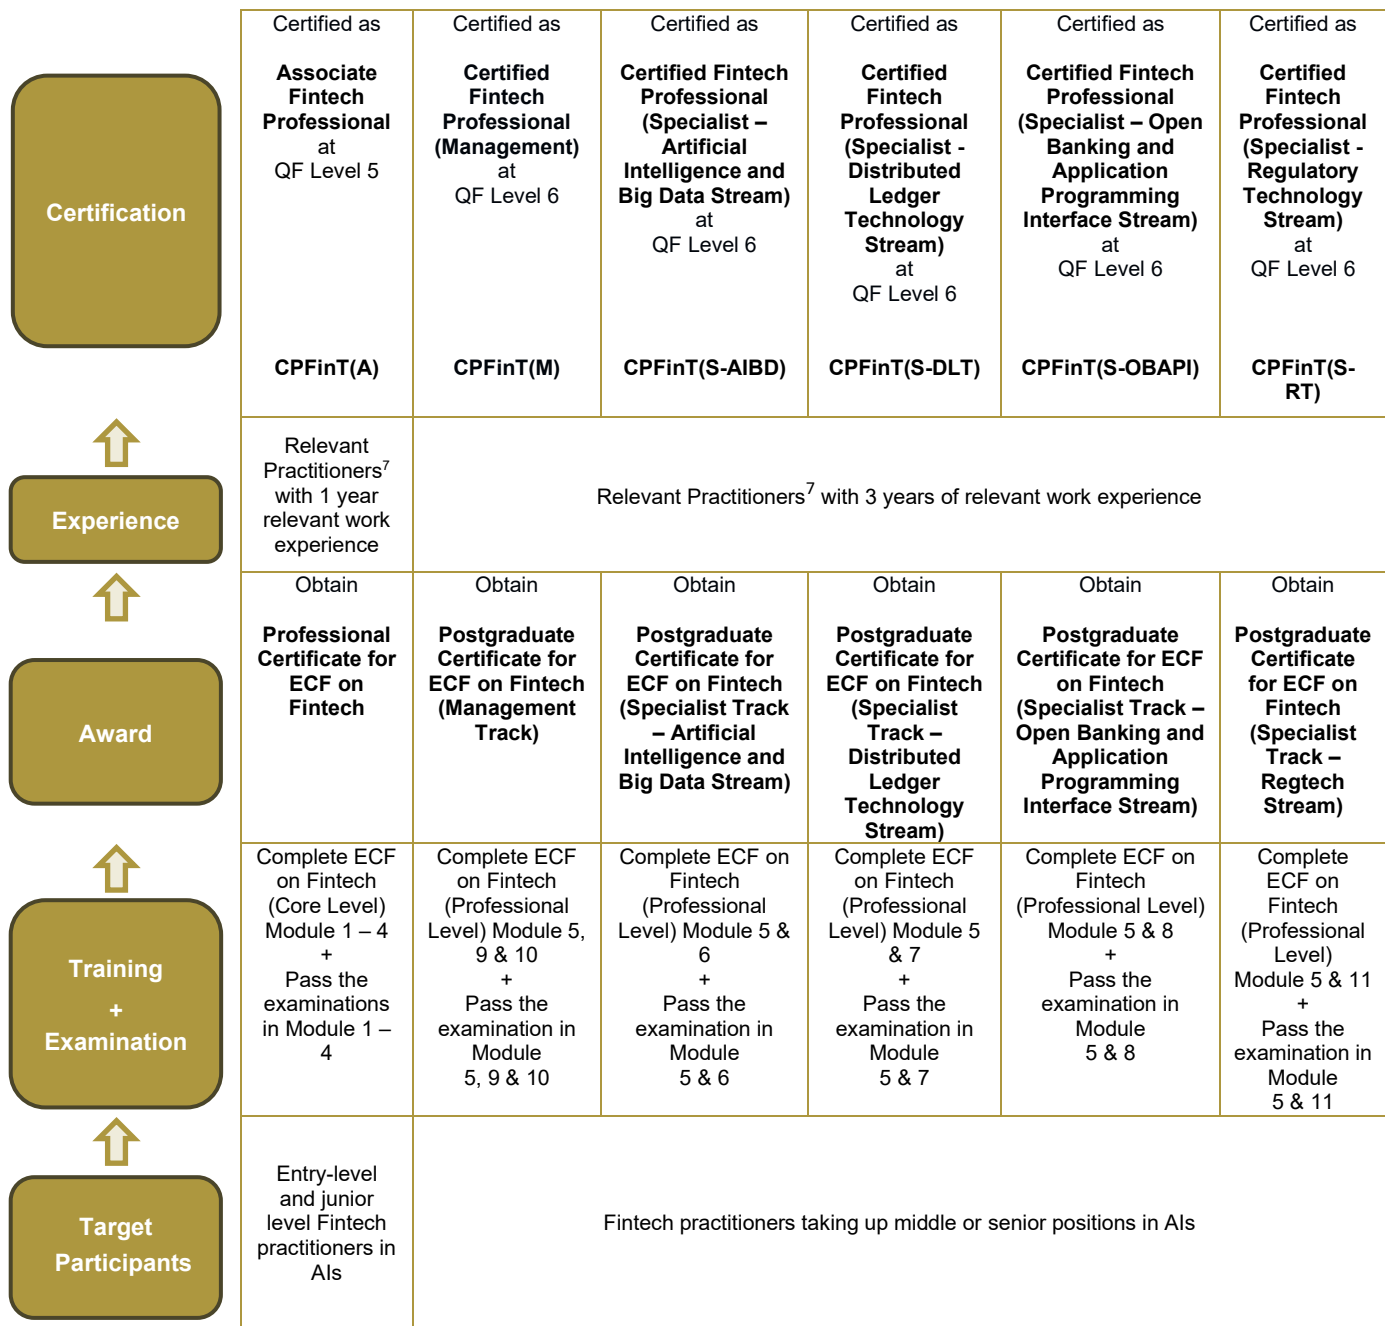 Certification
Certified as
Associate
Fintech
Professional
at
QF Level 5
CPFinT(A)
Certified as
Certified
Fintech
Professional
(Management)
at
QF Level 6
CPFinT(M)
Certified as
Certified Fintech
Professional
(Specialist –
Artificial
Intelligence and
Big Data Stream)
at
QF Level 6
CPFinT(S-AIBD)
Certified as
Certified
Fintech
Professional
(Specialist -
Distributed
Ledger
Technology
Stream)
at
QF Level 6
CPFinT(S-DLT)
Certified as
Certified Fintech
Professional
(Specialist – Open
Banking and
Application
Programming
Interface Stream)
at
QF Level 6
CPFinT(S-OBAPI)
Certified as
Certified
Fintech
Professional
(Specialist -
Regulatory
Technology
Stream)
at
QF Level 6
CPFinT(S-
RT)
Experience
Relevant
Practitioners7
with 1 year
relevant work
experience
Relevant Practitioners7 with 3 years of relevant work experience
Award
Obtain
Professional
Certificate for
ECF on
Fintech
Obtain
Postgraduate
Certificate for
ECF on Fintech
(Management
Track)
Obtain
Postgraduate
Certificate for
ECF on Fintech
(Specialist Track
– Artificial
Intelligence and
Big Data Stream)
Obtain
Postgraduate
Certificate for
ECF on Fintech
(Specialist
Track –
Distributed
Ledger
Technology
Stream)
Obtain
Postgraduate
Certificate for ECF
on Fintech
(Specialist Track –
Open Banking and
Application
Programming
Interface Stream)
Obtain
Postgraduate
Certificate
for ECF on
Fintech
(Specialist
Track –
Regtech
Stream)
Training
+
Examination
Complete ECF
on Fintech
(Core Level)
Module 1 – 4
+
Pass the
examinations
in Module 1 –
4
Complete ECF
on Fintech
(Professional
Level) Module 5,
9 & 10
+
Pass the
examination in
Module
5, 9 & 10
Complete ECF on
Fintech
(Professional
Level) Module 5 &
6
+
Pass the
examination in
Module
5 & 6
Complete ECF
on Fintech
(Professional
Level) Module 5
& 7
+
Pass the
examination in
Module
5 & 7
Complete ECF on
Fintech
(Professional Level)
Module 5 & 8
+
Pass the
examination in
Module
5 & 8
Complete
ECF on
Fintech
(Professional
Level)
Module 5 & 11
+
Pass the
examination in
Module
5 & 11
Target
Participants
Entry-level
and junior
level Fintech
practitioners in
AIs
Fintech practitioners taking up middle or senior positions in AIs